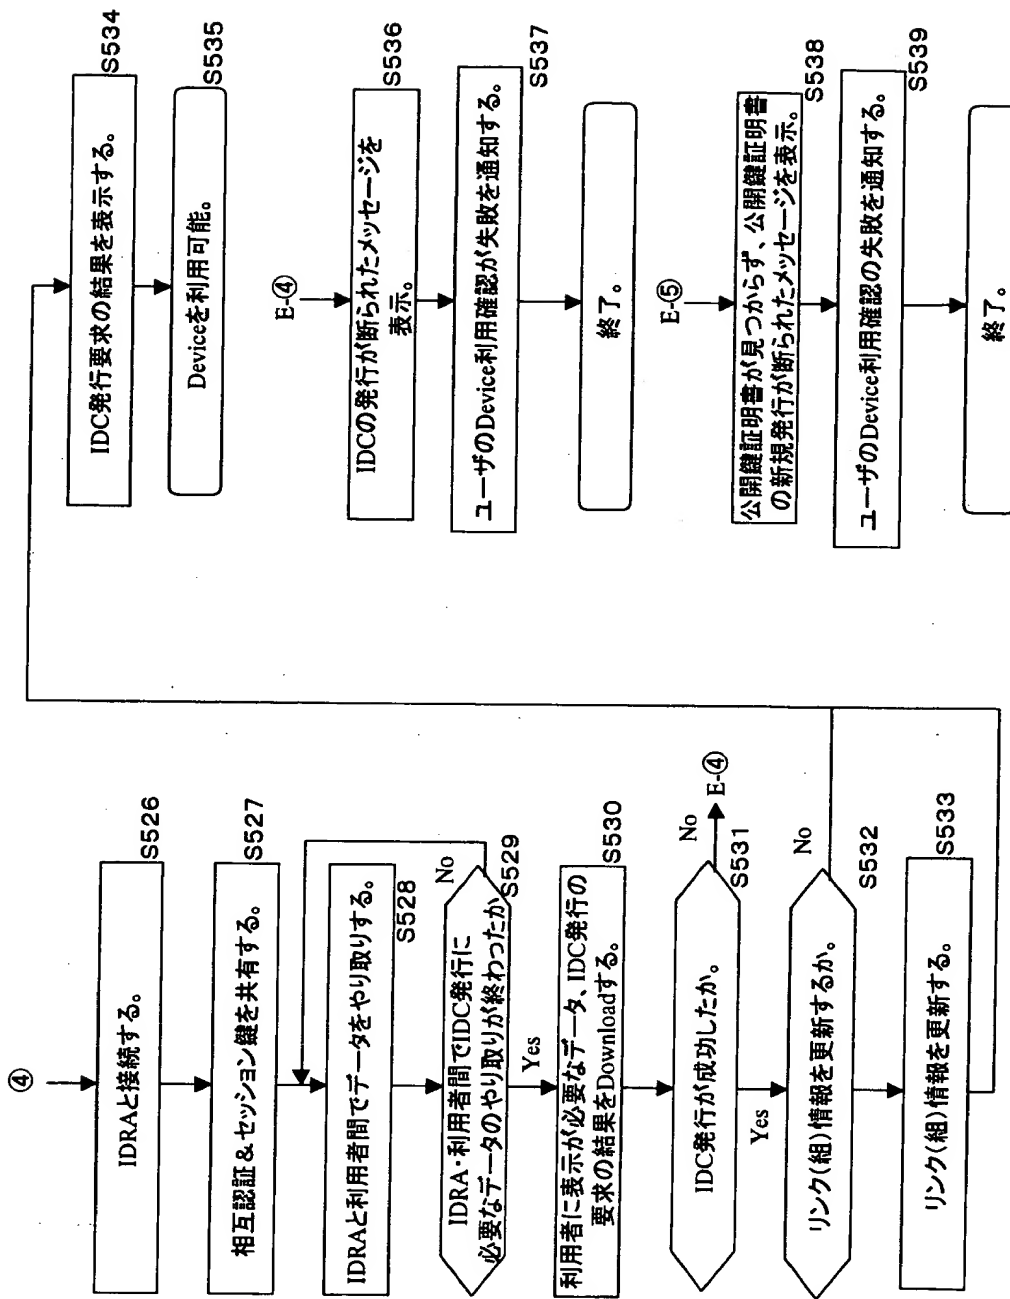 ④
IDRAと接続する。
S526
相互認証&セッション鍵を共有する。
S527
IDRAと利用者間でデータをやり取りする。
S528
IDRA・利用者間でIDC発行に
必要なデータのやり取りが終わったか
No
S529
Yes
利用者に表示が必要なデータ、IDC発行の
要求の結果をDownloadする。
S530
IDC発行が成功したか。
No
E-④
S531
Yes
リンク(組)情報を更新するか。
No
S532
リンク(組)情報を更新する。
S533
IDC発行要求の結果を表示する。
S534
Deviceを利用可能。
S535
E-④
IDCの発行が断られたメッセージを
表示。
S536
ユーザのDevice利用確認が失敗を通知する。
S537
終了。
E-⑤
公開鍵証明書が見つからず、公開鍵証明書
の新規発行が断られたメッセージを表示。
S538
ユーザのDevice利用確認の失敗を通知する。
S539
終了。